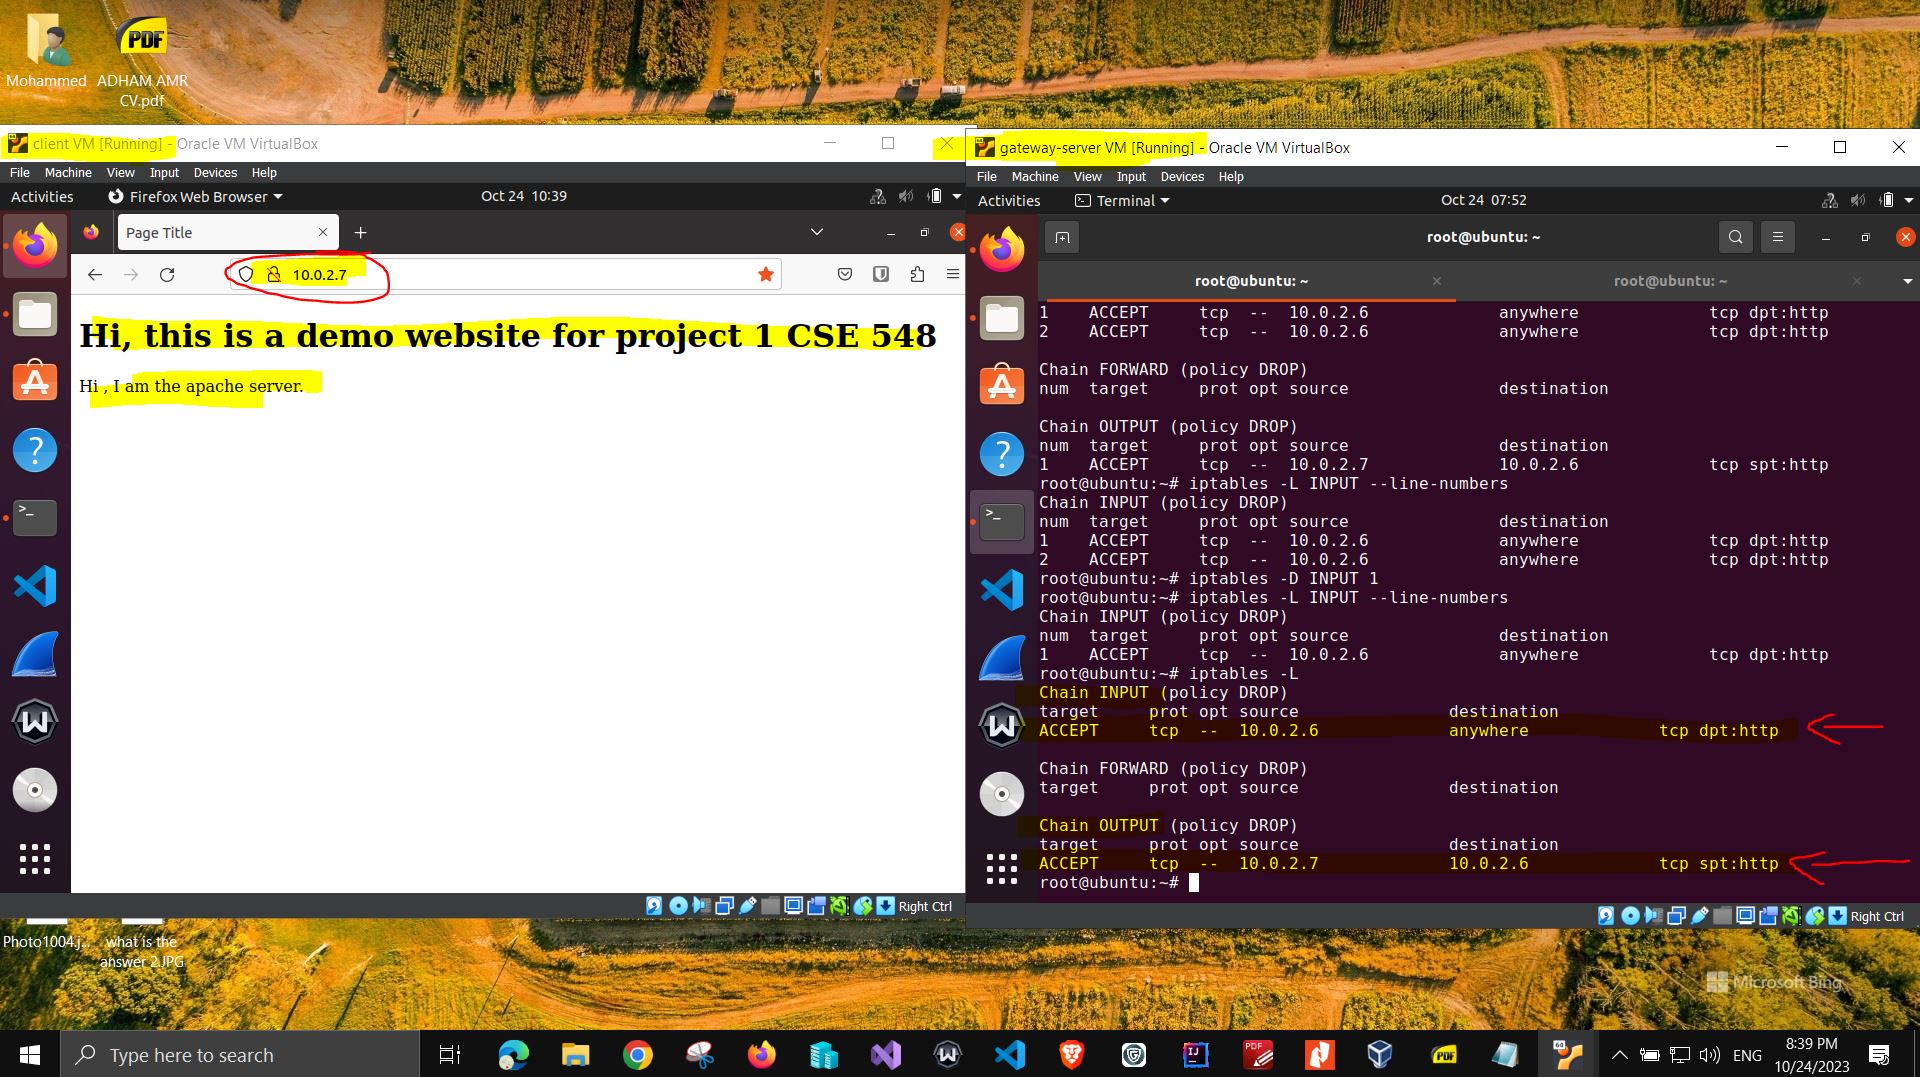 Mohammed
ADHAM AMR CV.pdf
PDF
client VM [Running] - Oracle VM VirtualBox
File Machine View Input Devices Help
Activities Firefox Web Browser Oct 24 10:39
Page Title
10.0.2.7
Hi, this is a demo website for project 1 CSE 548
Hi , I am the apache server.
Right Ctrl
gateway-server VM [Running] - Oracle VM VirtualBox
File Machine View Input Devices Help
Activities Terminal Oct 24 07:52
root@ubuntu: ~
root@ubuntu: ~ root@ubuntu: ~
1 ACCEPT tcp -- 10.0.2.6 anywhere tcp dpt:http
2 ACCEPT tcp -- 10.0.2.6 anywhere tcp dpt:http
Chain FORWARD (policy DROP)
num target prot opt source destination
Chain OUTPUT (policy DROP)
num target prot opt source destination
1 ACCEPT tcp -- 10.0.2.7 10.0.2.6 tcp spt:http
root@ubuntu:~# iptables -L INPUT --line-numbers
Chain INPUT (policy DROP)
num target prot opt source destination
1 ACCEPT tcp -- 10.0.2.6 anywhere tcp dpt:http
2 ACCEPT tcp -- 10.0.2.6 anywhere tcp dpt:http
root@ubuntu:~# iptables -D INPUT 1
root@ubuntu:~# iptables -L INPUT --line-numbers
Chain INPUT (policy DROP)
num target prot opt source destination
1 ACCEPT tcp -- 10.0.2.6 anywhere tcp dpt:http
root@ubuntu:~# iptables -L
Chain INPUT (policy DROP)
target prot opt source destination
ACCEPT tcp -- 10.0.2.6 anywhere tcp dpt:http
Chain FORWARD (policy DROP)
target prot opt source destination
Chain OUTPUT (policy DROP)
target prot opt source destination
ACCEPT tcp -- 10.0.2.7 10.0.2.6 tcp spt:http
root@ubuntu:~#
Right Ctrl
Photo1004.j...
what is the answer 2.JPG
Microsoft Bing
Type here to search
ENG
8:39 PM
10/24/2023